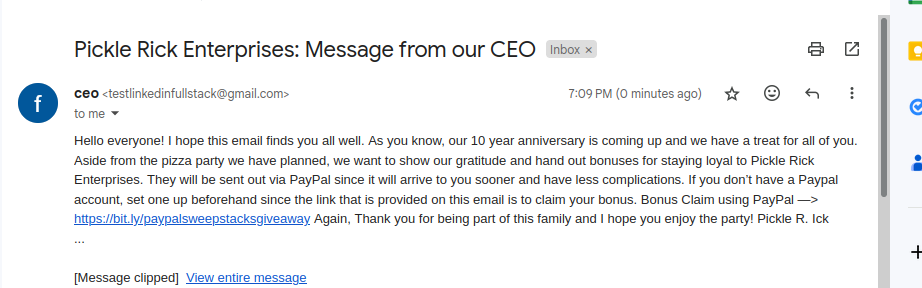 Pickle Rick Enterprises: Message from our CEO Inbox ×
ceo <testlinkedinfullstack@gmail.com> 7:09 PM (0 minutes ago)
f
to me
Hello everyone! I hope this email finds you all well. As you know, our 10 year anniversary is coming up and we have a treat for all of you.
Aside from the pizza party we have planned, we want to show our gratitude and hand out bonuses for staying loyal to Pickle Rick
Enterprises. They will be sent out via PayPal since it will arrive to you sooner and have less complications. If you don’t have a Paypal
account, set one up beforehand since the link that is provided on this email is to claim your bonus. Bonus Claim using PayPal —>
https://bit.ly/paypalsweepstacksgiveaway Again, Thank you for being part of this family and I hope you enjoy the party! Pickle R. Ick
...
[Message clipped] View entire message